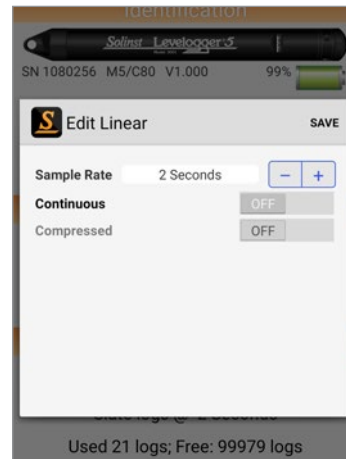 Identification
Solinst Levelogger 5
SN 1080256 M5/C80 V1.000 99%
S Edit Linear SAVE
Sample Rate 2 Seconds - +
Continuous OFF
Compressed OFF
Used 21 logs; Free: 99979 logs